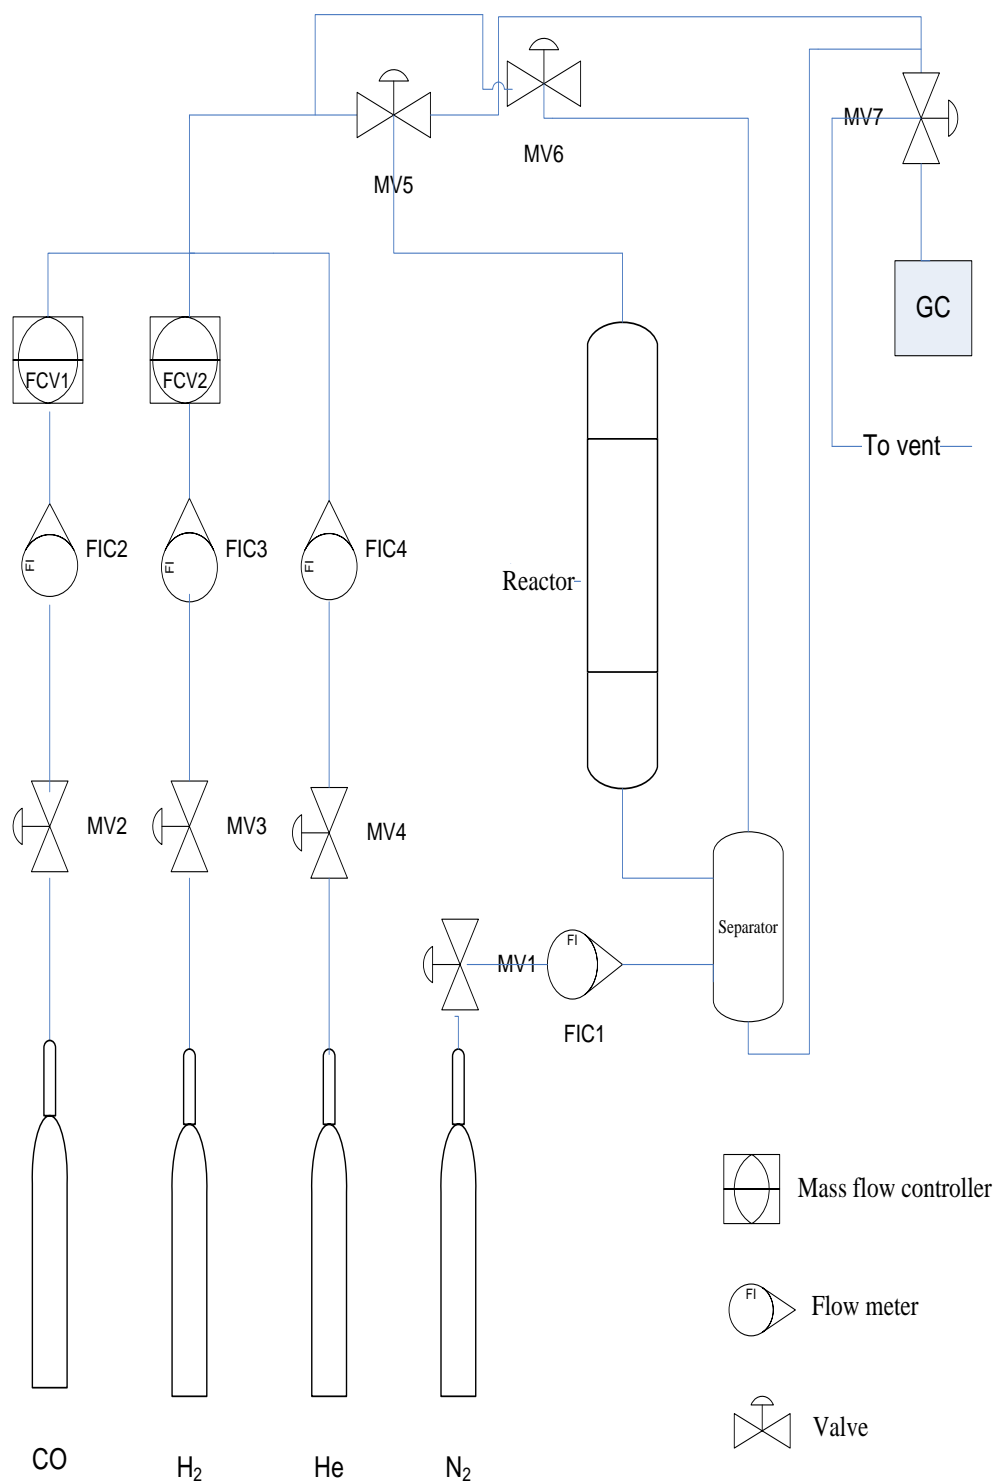 MV7
MV6
MV5
GC
FCV1
FCV2
To vent
FIC2
FI
FIC3
FI
FIC4
FI
Reactor
MV2
MV3
MV4
Separator
FI
MV1
FIC1
Mass flow controller
FI
Flow meter
Valve
CO
H₂
He
N₂